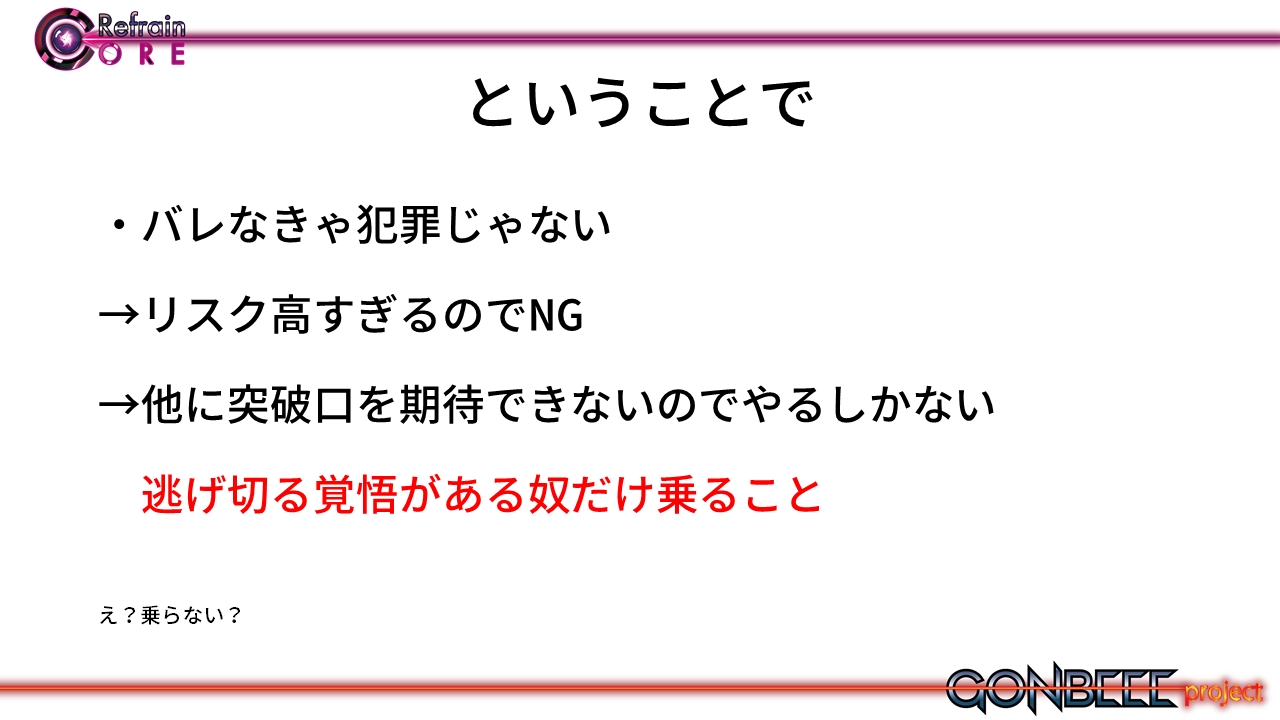 Refrain
CORE
ということで
・バレなきゃ犯罪じゃない
→リスク高すぎるのでNG
→他に突破口を期待できないのでやるしかない
逃げ切る覚悟がある奴だけ乗ること
え？乗らない？
GONBEEE project